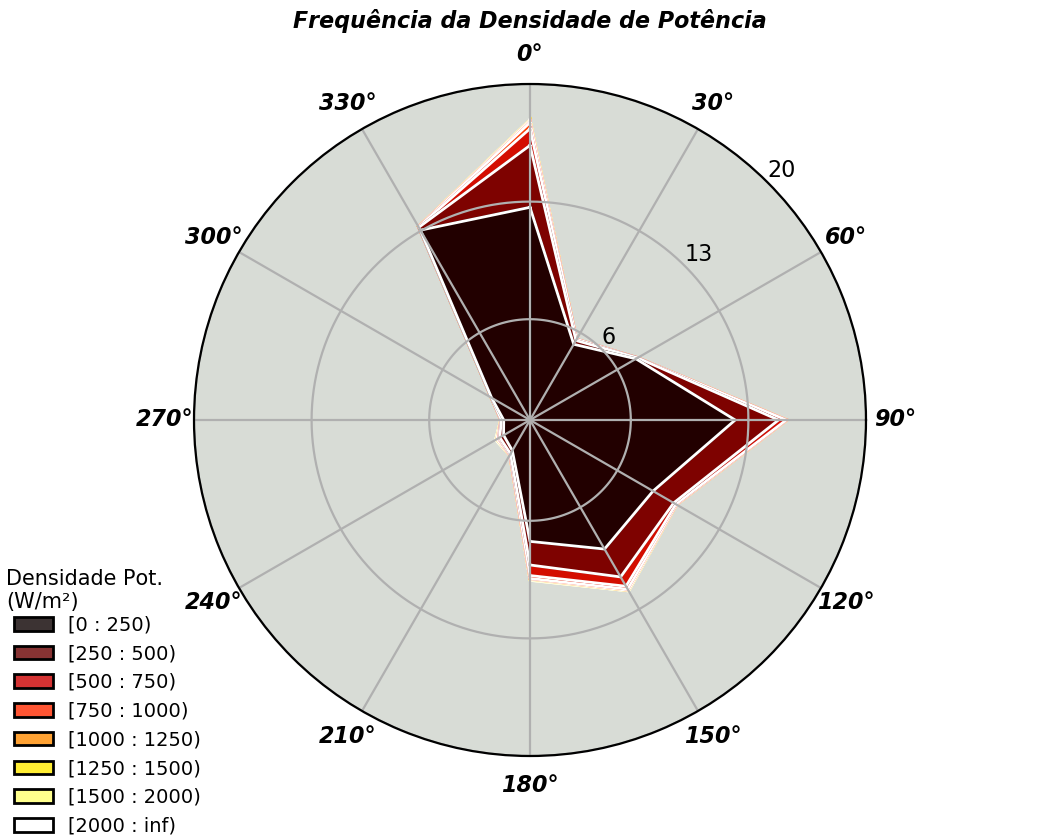 Frequência da Densidade de Potência
0°
330°
30°
20
300°
60°
13
6
270°
90°
240°
120°
210°
150°
180°
Densidade Pot.
(W/m²)
[0 : 250)
[250 : 500)
[500 : 750)
[750 : 1000)
[1000 : 1250)
[1250 : 1500)
[1500 : 2000)
[2000 : inf)